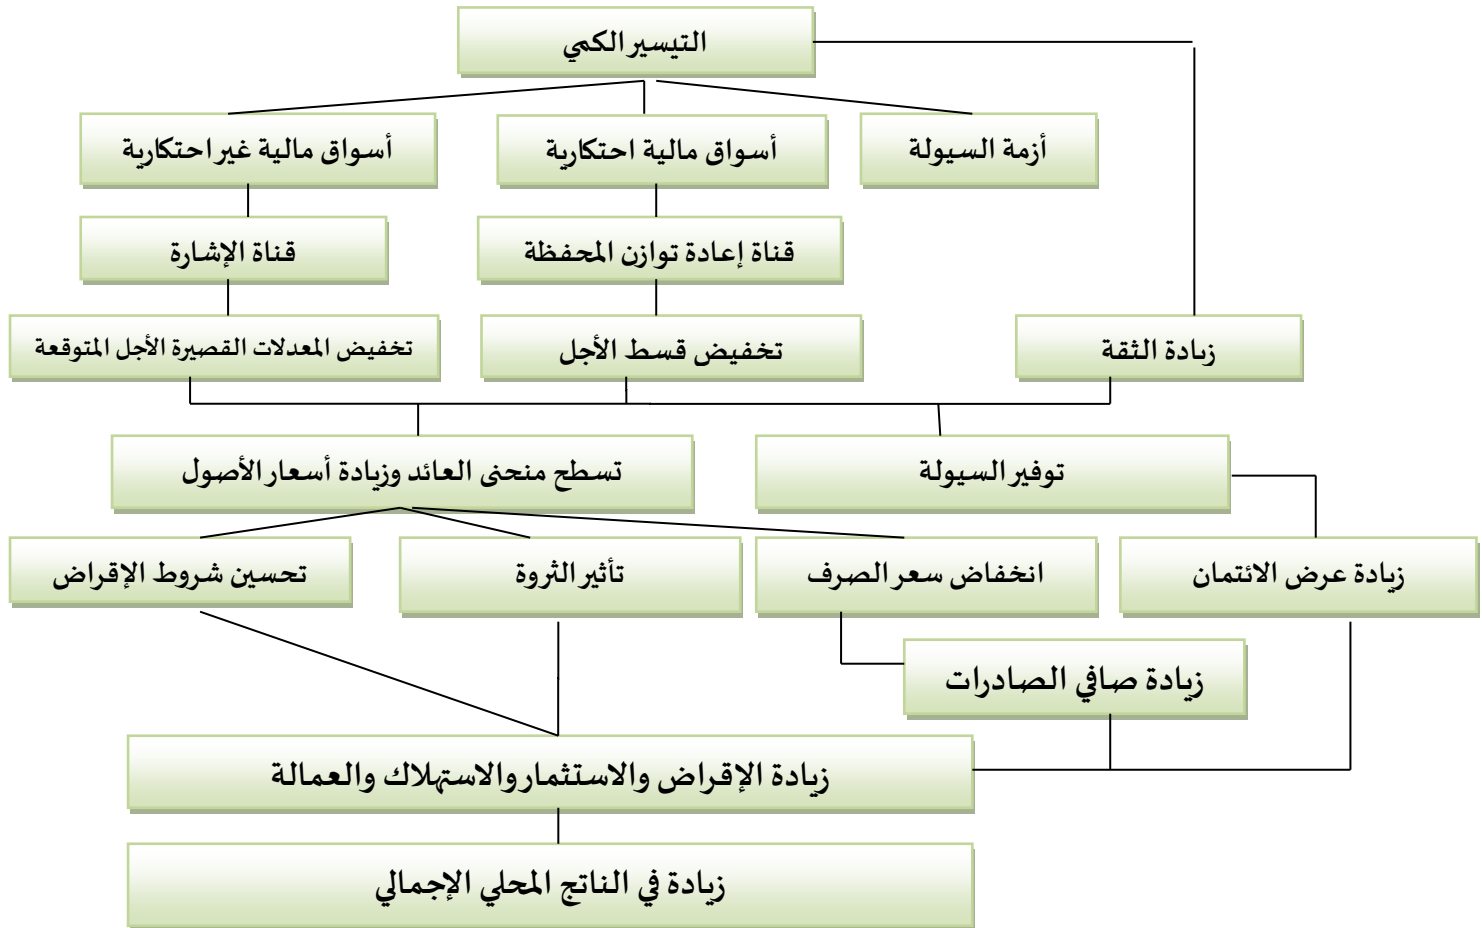 التيسير الكمي
أزمة السيولة
أسواق مالية احتكارية
أسواق مالية غير احتكارية
قناة إعادة توازن المحفظة
قناة الإشارة
زيادة الثقة
تخفيض قسط الأجل
تخفيض المعدلات القصيرة الأجل المتوقعة
توفير السيولة
تسطح منحنى العائد وزيادة أسعار الأصول
زيادة عرض الائتمان
انخفاض سعر الصرف
تأثير الثروة
تحسين شروط الإقراض
زيادة صافي الصادرات
زيادة الإقراض والاستثمار والاستهلاك والعمالة
زيادة في الناتج المحلي الإجمالي